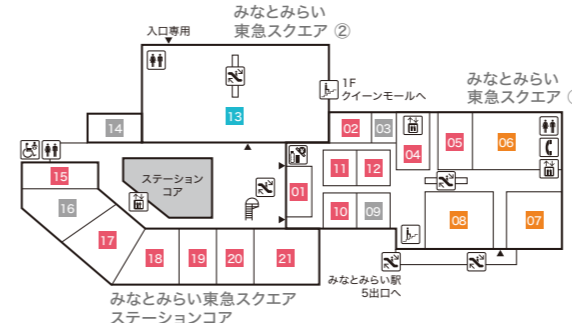 みなとみらい
東急スクエア ②
入口専用
1F
クイーンモールへ
みなとみらい
東急スクエア
13
14
02
03
04
05
06
15
16
17
ステーション
コア
01
11
12
10
09
08
07
18
19
20
21
みなとみらい駅
5出口へ
みなとみらい東急スクエア
ステーションコア